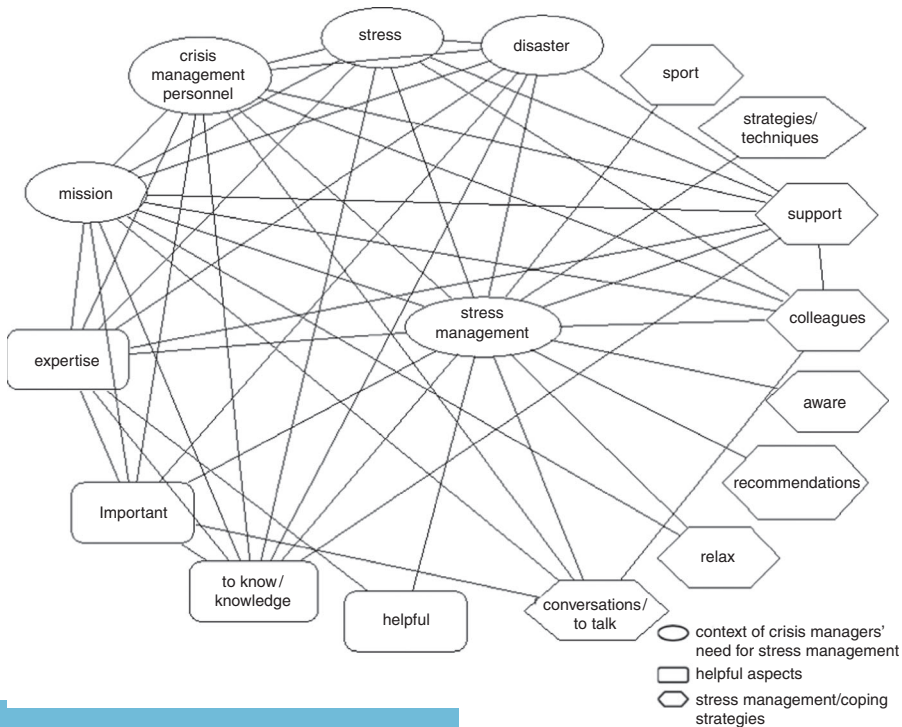 stress
disaster
crisis
management
personnel
sport
strategies/
techniques
mission
support
stress
management
colleagues
expertise
aware
recommendations
Important
relax
to know/
knowledge
helpful
conversations/
to talk
context of crisis managers'
need for stress management
helpful aspects
stress management/coping
strategies